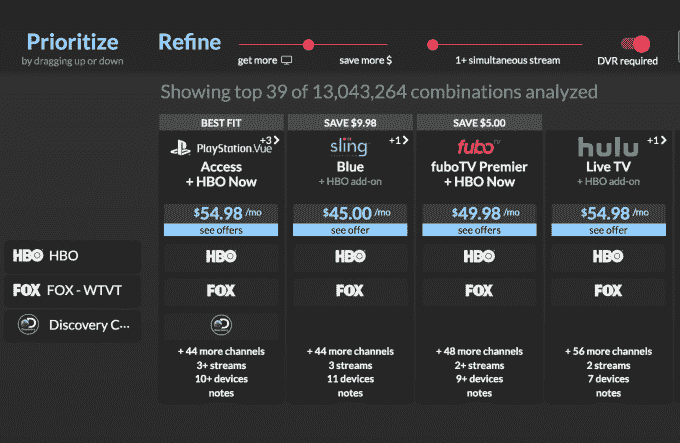 Prioritize
by dragging up or down
Refine
get more
save more $
1+ simultaneous stream
DVR required
Showing top 39 of 13,043,264 combinations analyzed
BEST FIT
PlayStation.Vue
+3
Access
+ HBO Now
$54.98 /mo
see offers
HBO
FOX
+ 44 more channels
3+ streams
10+ devices
notes
SAVE $9.98
sling
+1
Blue
+ HBO add-on
$45.00 /mo
see offer
HBO
FOX
+ 44 more channels
3 streams
11 devices
notes
SAVE $5.00
fuboTV
fuboTV Premier
+ HBO Now
$49.98 /mo
see offers
HBO
FOX
+ 48 more channels
2+ streams
9+ devices
notes
hulu
+1
Live TV
+ HBO add-on
$54.98 /mo
see offer
HBO
FOX
+ 56 more channels
2 streams
7 devices
notes
HBO HBO
FOX FOX - WTVT
Discovery C...